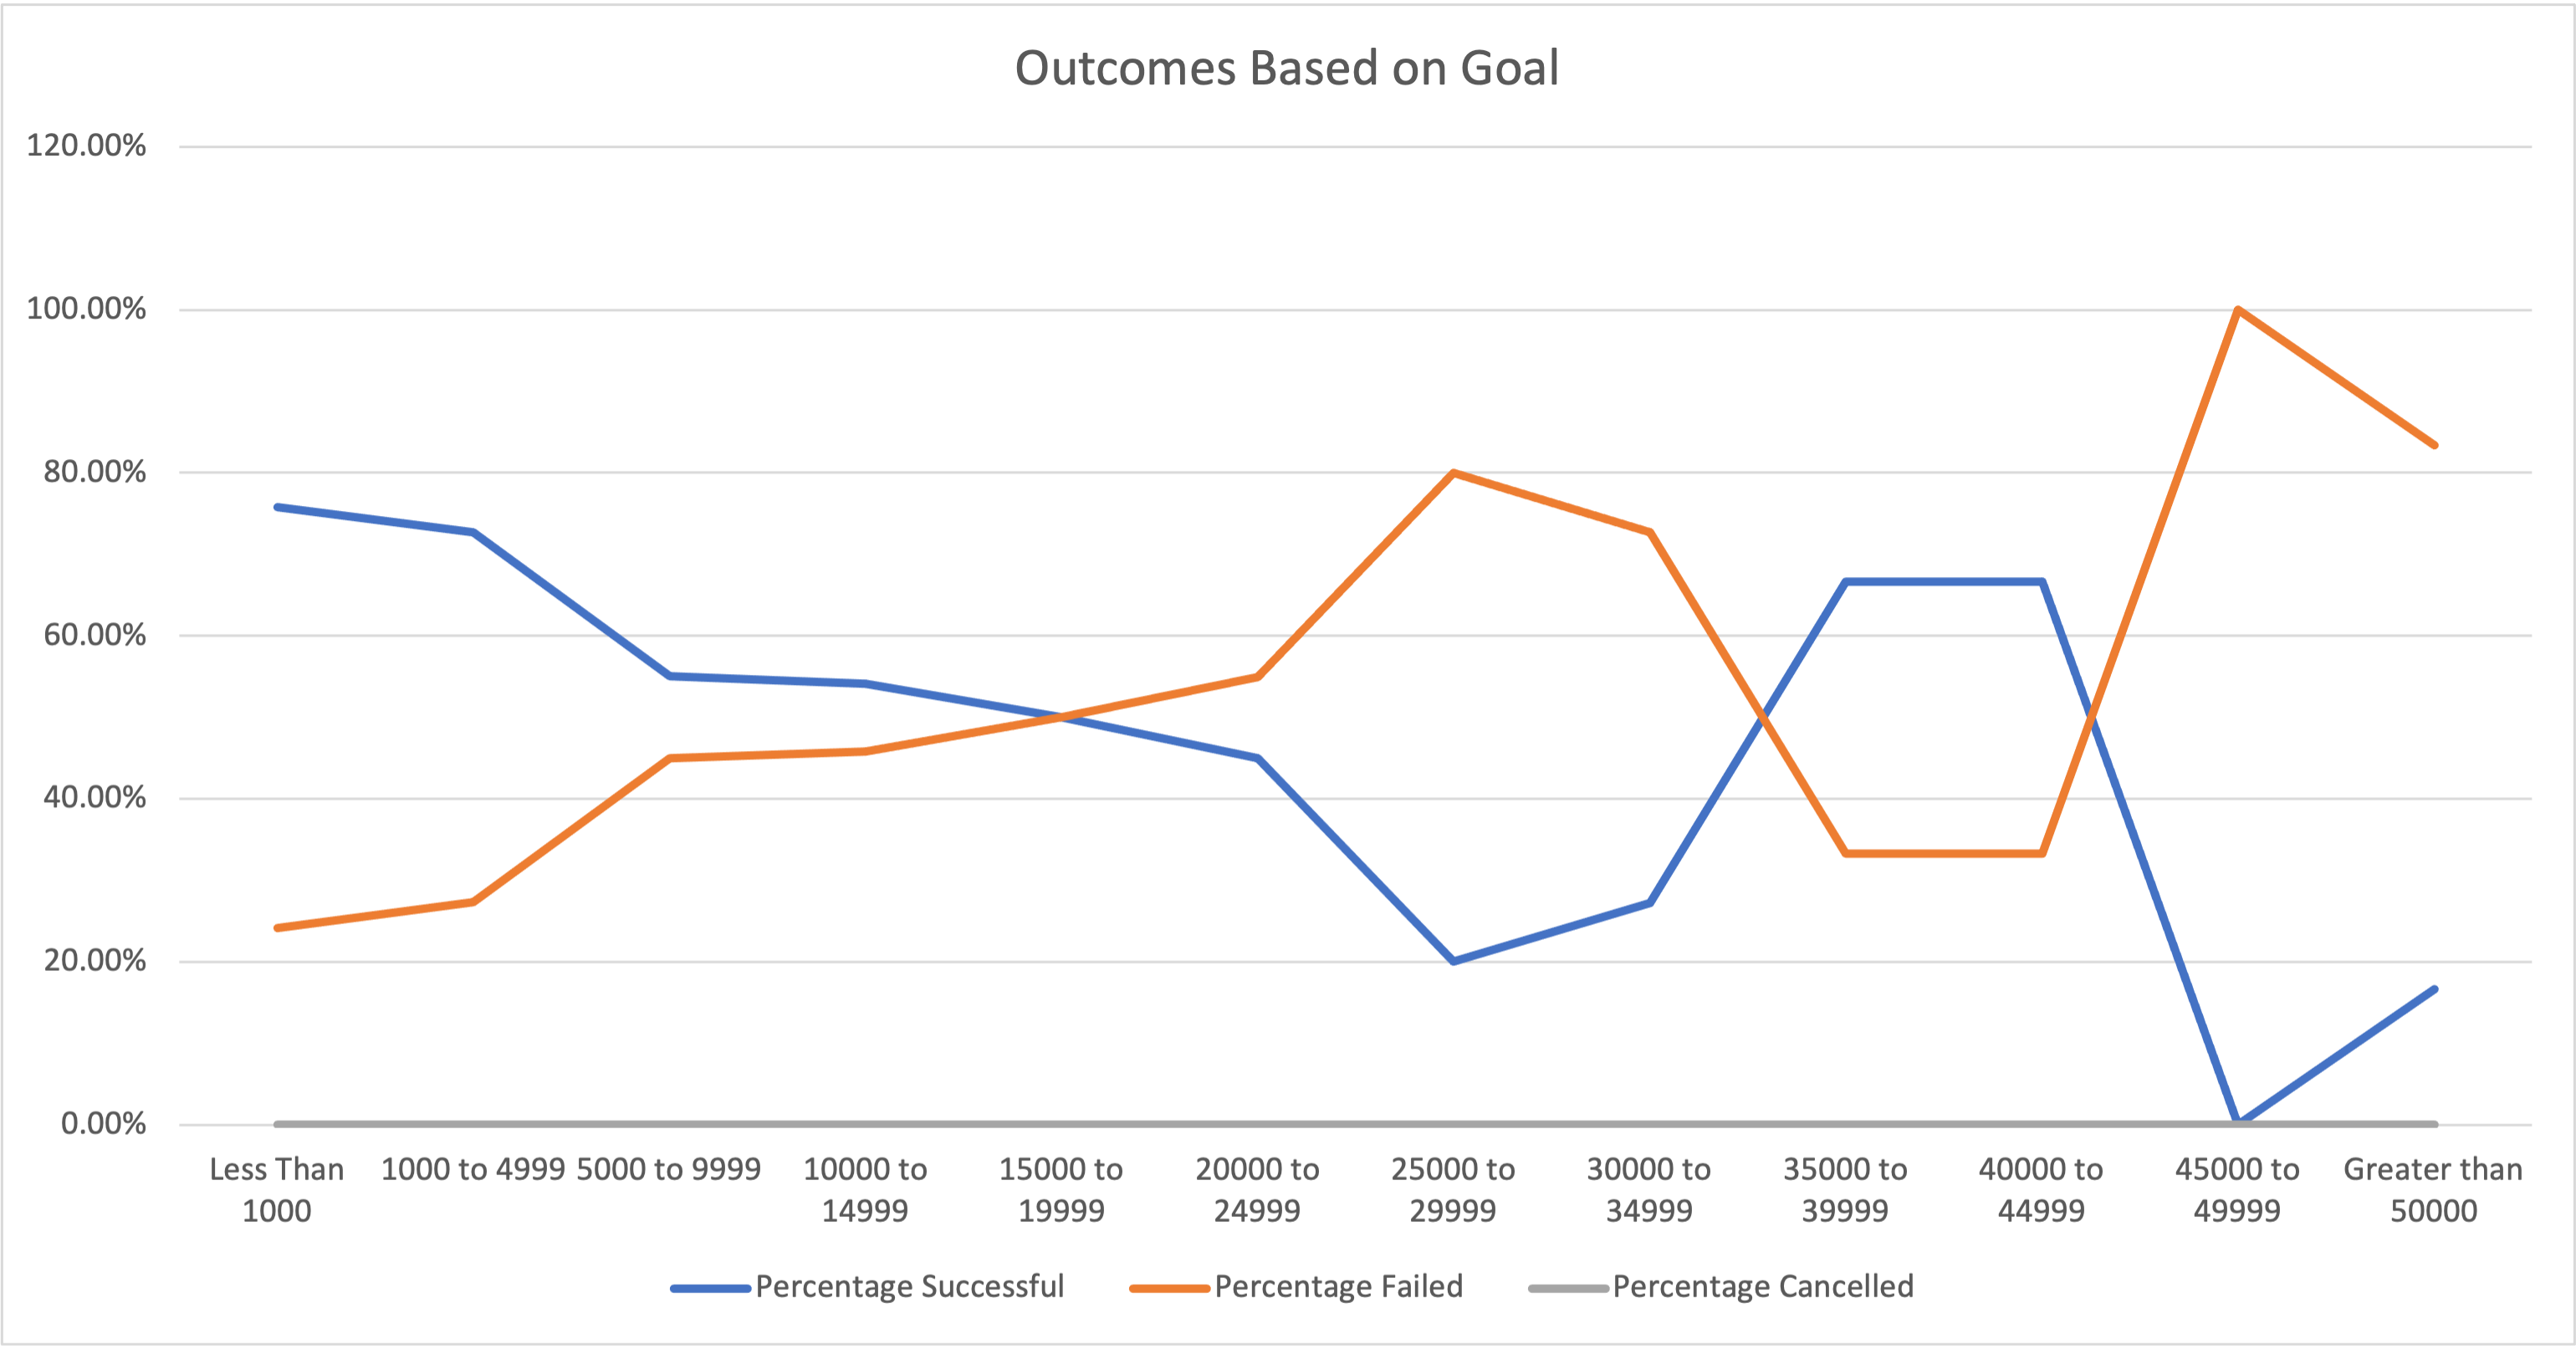 Outcomes Based on Goal
120.00%
100.00%
80.00%
60.00%
40.00%
20.00%
0.00%
Less Than
1000
1000 to 4999
5000 to 9999
10000 to
14999
15000 to
19999
20000 to
24999
25000 to
29999
30000 to
34999
35000 to
39999
40000 to
44999
45000 to
49999
Greater than
50000
Percentage Successful
Percentage Failed
Percentage Cancelled